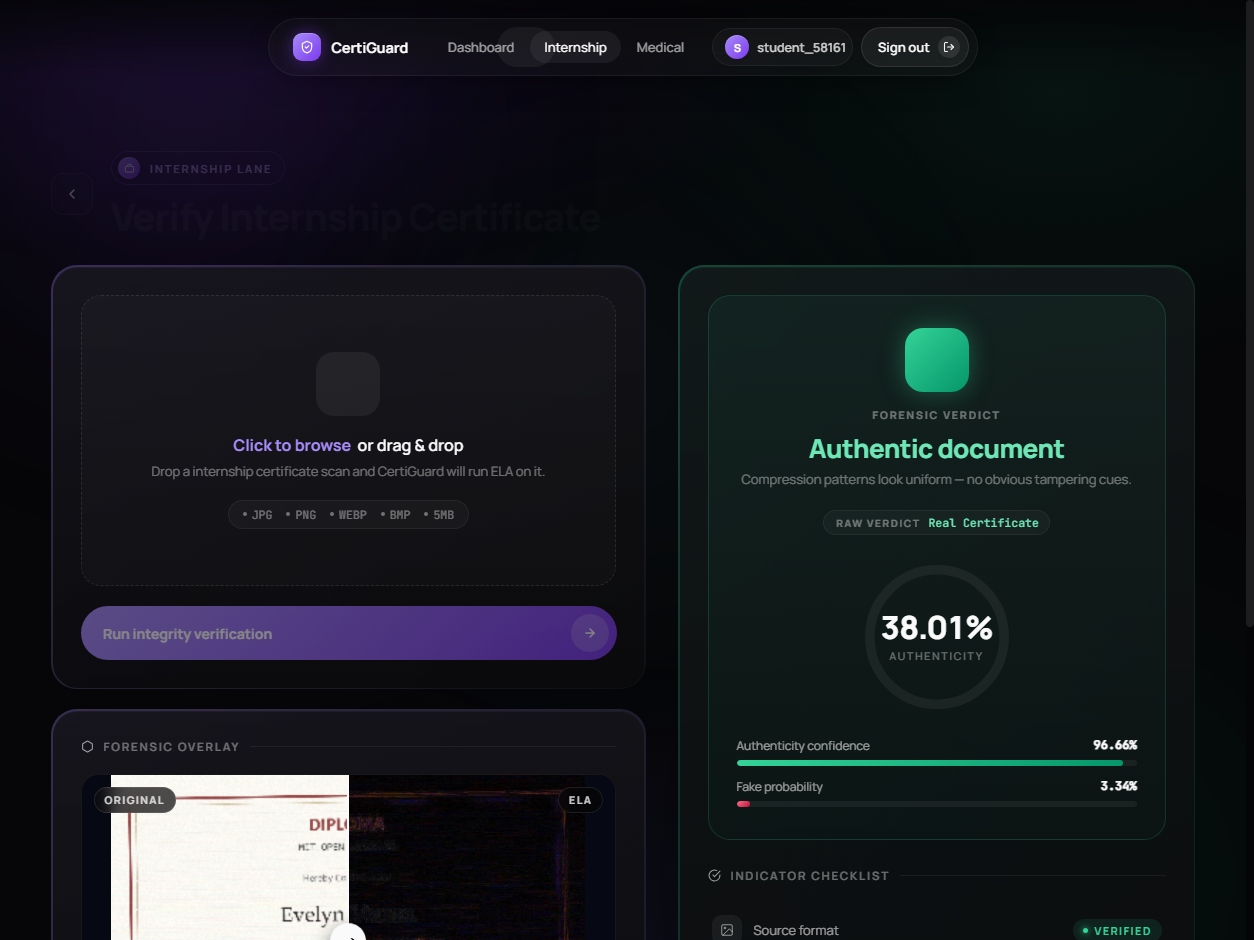 CertiGuard
Dashboard
Internship
Medical
S
student_58161
Sign out
INTERNSHIP LANE
Verify Internship Certificate
Click to browse or drag & drop
Drop a internship certificate scan and CertiGuard will run ELA on it.
• JPG • PNG • WEBP • BMP • 5MB
Run integrity verification
FORENSIC OVERLAY
ORIGINAL
ELA
DIPLOMA
MIT OPEN
Hereby
Evelyn
FORENSIC VERDICT
Authentic document
Compression patterns look uniform — no obvious tampering cues.
RAW VERDICT Real Certificate
38.01%
AUTHENTICITY
Authenticity confidence 96.66%
Fake probability 3.34%
INDICATOR CHECKLIST
Source format
• VERIFIED